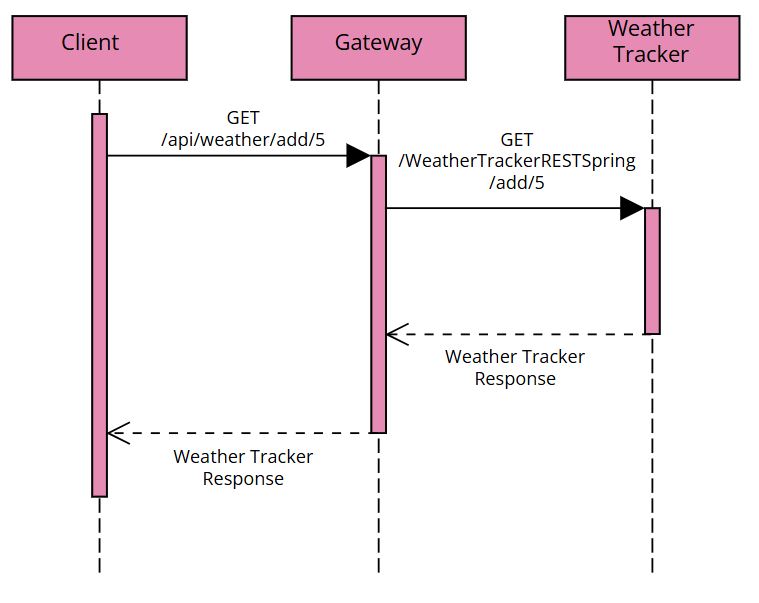 Client
Gateway
Weather
Tracker
GET
/api/weather/add/5
GET
/WeatherTrackerRESTSpring
/add/5
Weather Tracker
Response
Weather Tracker
Response